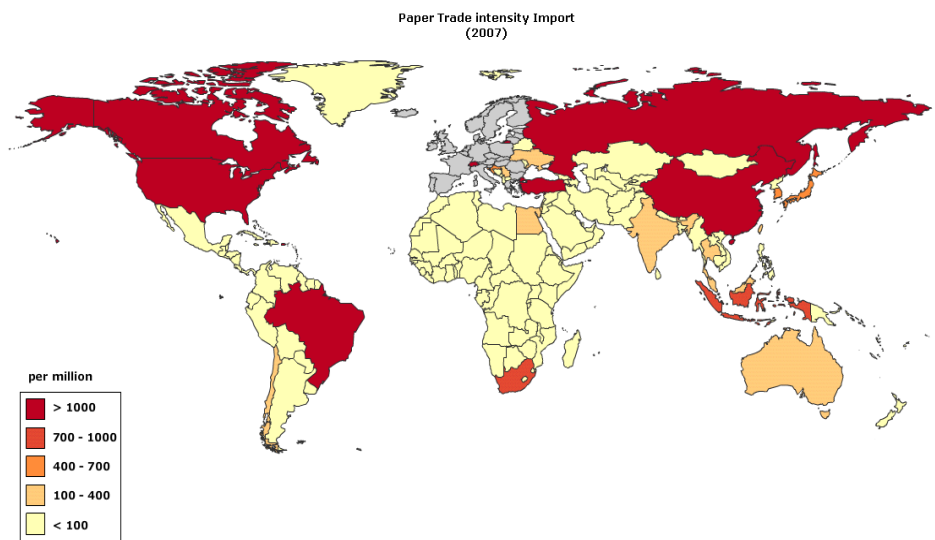 Paper Trade intensity Import
(2007)
per million
> 1000
700 - 1000
400 - 700
100 - 400
< 100